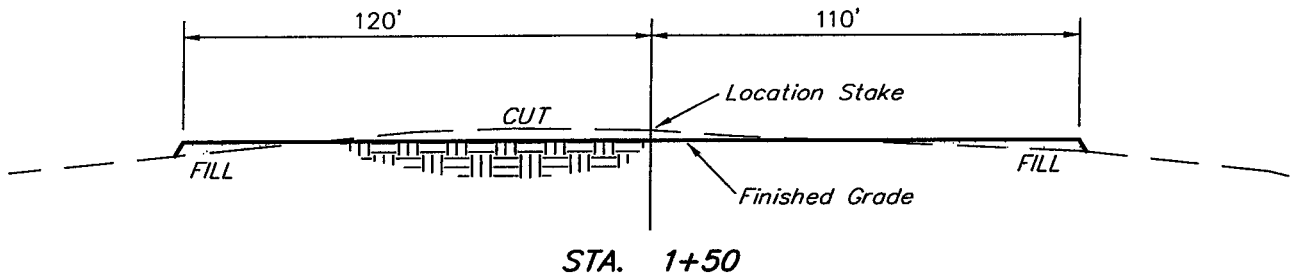 120' 110'
Location Stake
CUT
FILL FILL
Finished Grade
STA. 1+50